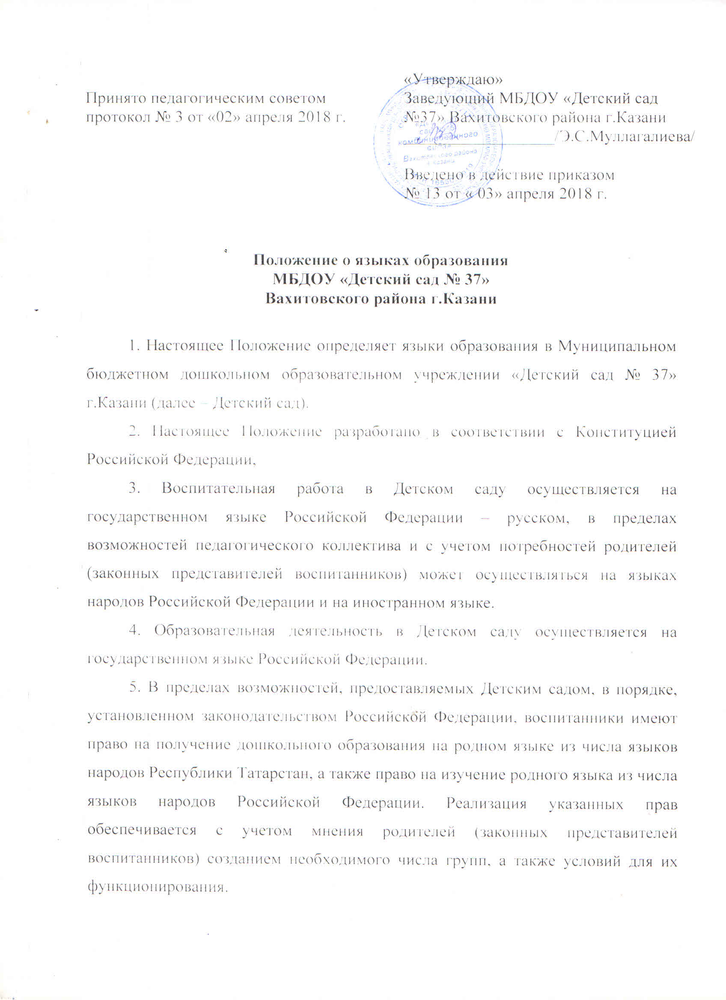 «Утверждаю»
Принято педагогическим советом
протокол № 3 от «02» апреля 2018 г.
Заведующий МБДОУ «Детский сад
№37» Вахитовского района г.Казани
/Э.С.Муллагалиева/
Введено в действие приказом
№ 13 от « 03» апреля 2018 г.
комбинированного
вида
Вахитовского района
г.Казани
Положение о языках образования
МБДОУ «Детский сад № 37»
Вахитовского района г.Казани
1. Настоящее Положение определяет языки образования в Муниципальном
бюджетном дошкольном образовательном учреждении «Детский сад № 37»
г.Казани (далее – Детский сад).
2. Настоящее Положение разработано в соответствии с Конституцией
Российской Федерации,
3. Воспитательная работа в Детском саду осуществляется на
государственном языке Российской Федерации – русском, в пределах
возможностей педагогического коллектива и с учетом потребностей родителей
(законных представителей воспитанников) может осуществляться на языках
народов Российской Федерации и на иностранном языке.
4. Образовательная деятельность в Детском саду осуществляется на
государственном языке Российской Федерации.
5. В пределах возможностей, предоставляемых Детским садом, в порядке,
установленном законодательством Российской Федерации, воспитанники имеют
право на получение дошкольного образования на родном языке из числа языков
народов Республики Татарстан, а также право на изучение родного языка из числа
языков народов Российской Федерации. Реализация указанных прав
обеспечивается с учетом мнения родителей (законных представителей
воспитанников) созданием необходимого числа групп, а также условий для их
функционирования.